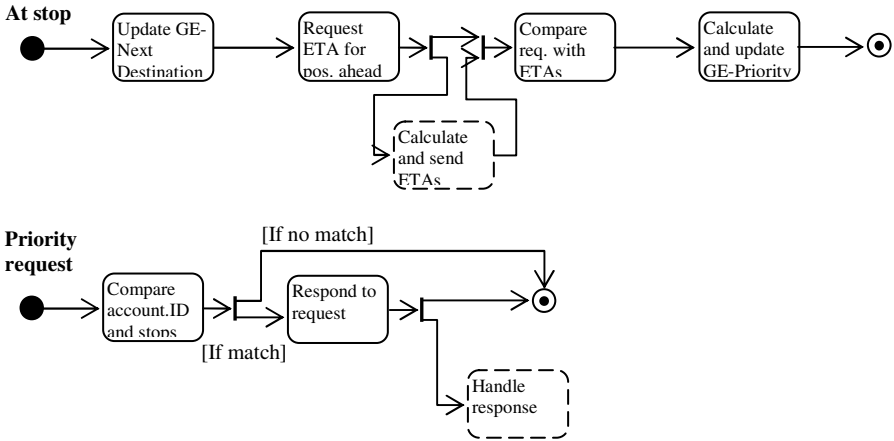 At stop
Update GE-
Next
Destination
Request
ETA for
pos. ahead
Compare
req. with
ETAs
Calculate
and update
GE-Priority
Calculate
and send
ETAs
Priority
request
[If no match]
Compare
account.ID
and stops
Respond to
request
[If match]
Handle
response